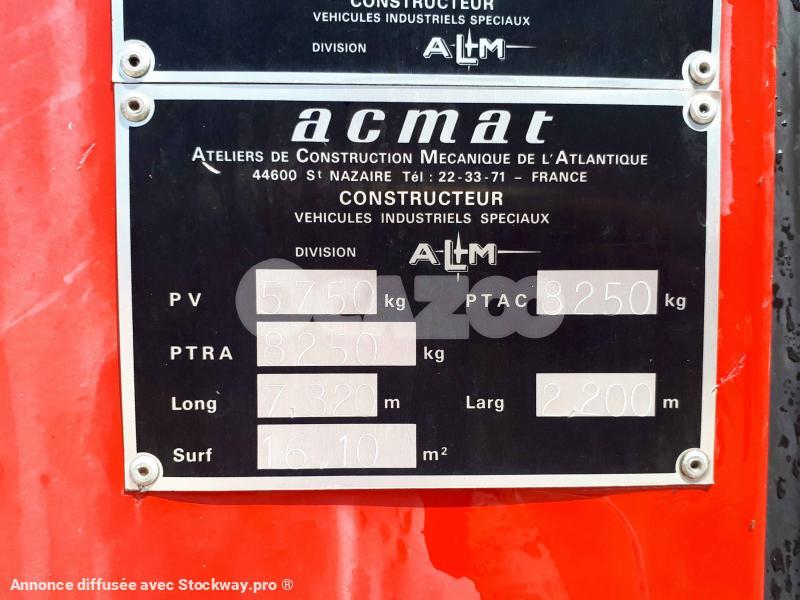 CONSTRUCTEUR
VEHICULES INDUSTRIELS SPECIAUX
DIVISION ALM
acmat
ATELIERS DE CONSTRUCTION MECANIQUE DE L'ATLANTIQUE
44600 St NAZAIRE Tél : 22-33-71 – FRANCE
CONSTRUCTEUR
VEHICULES INDUSTRIELS SPECIAUX
DIVISION ALM
PV 5750 kg PTAC 8250 kg
PTRA 8250 kg
Long 7,320 m Larg 2,200 m
Surf 16,10 m²
Annonce diffusée avec Stockway.pro ®